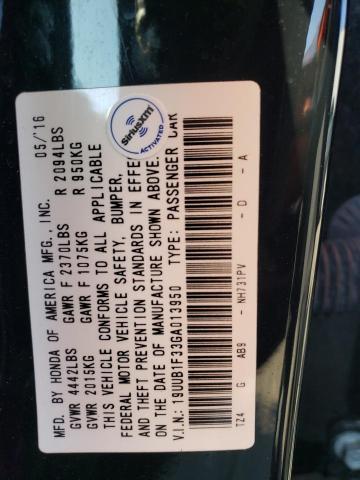 MFD. BY HONDA OF AMERICA MFG., INC. 05/16
GVWR 4442LBS GAWR F 2370LBS R 2094LBS
GVWR 2015KG GAWR F 1075KG R 950KG
THIS VEHICLE CONFORMS TO ALL APPLICABLE
FEDERAL MOTOR VEHICLE SAFETY, BUMPER,
AND THEFT PREVENTION STANDARDS IN EFFECT
ON THE DATE OF MANUFACTURE SHOWN ABOVE.
V.I.N.: 19UUB1F33GA013950 TYPE: PASSENGER CAR
TZ4 G AB9 - NH731PV - D - A
SiriusXM
ACTIVATED